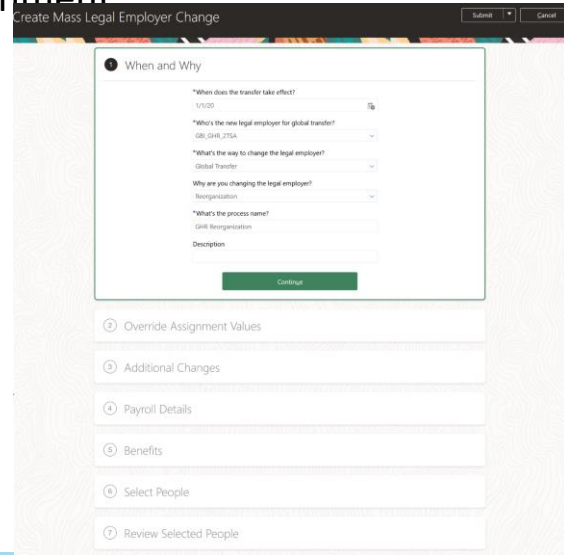 Create Mass Legal Employer Change
Submit
Cancel
1 When and Why
*When does the transfer take effect?
1/1/20
*Who's the new legal employer for global transfer?
GBI_GHR_2TSA
*What's the way to change the legal employer?
Global Transfer
Why are you changing the legal employer?
Reorganization
*What's the process name?
GHR Reorganization
Description
Continue
2 Override Assignment Values
3 Additional Changes
4 Payroll Details
5 Benefits
6 Select People
7 Review Selected People